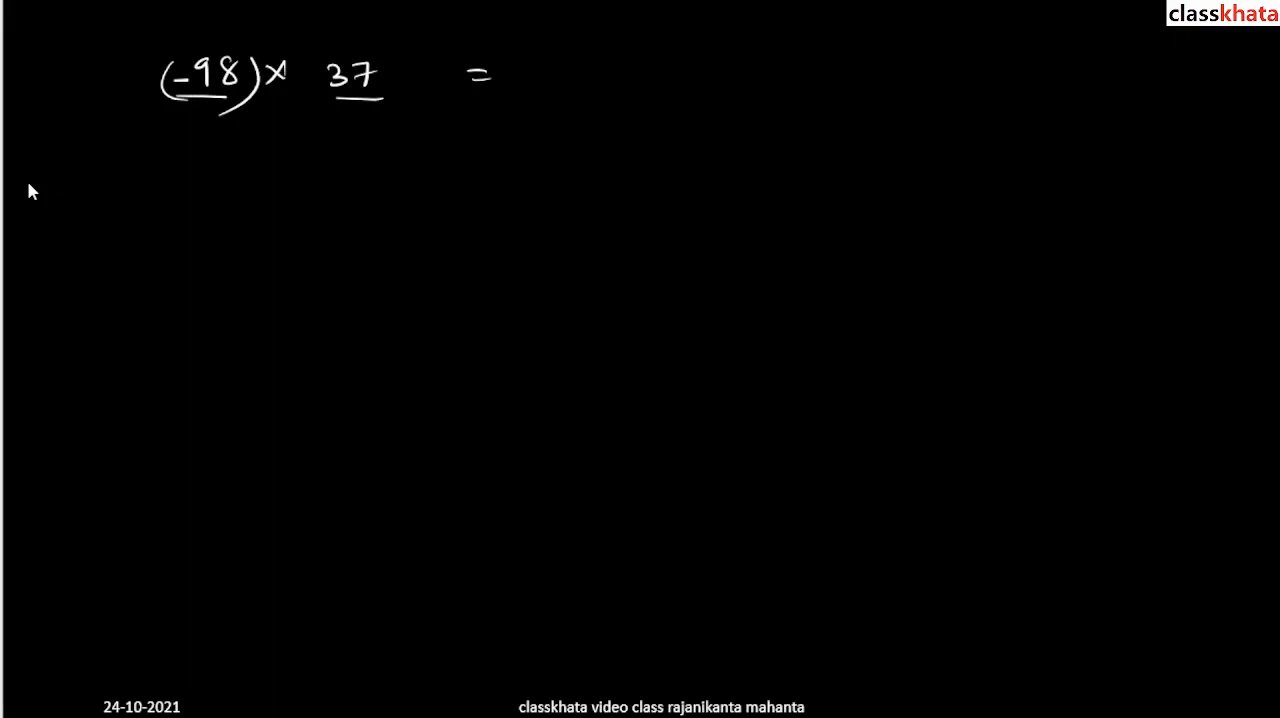 classkhata
(-98)× 37 =
24-10-2021 classkhata video class rajanikanta mahanta